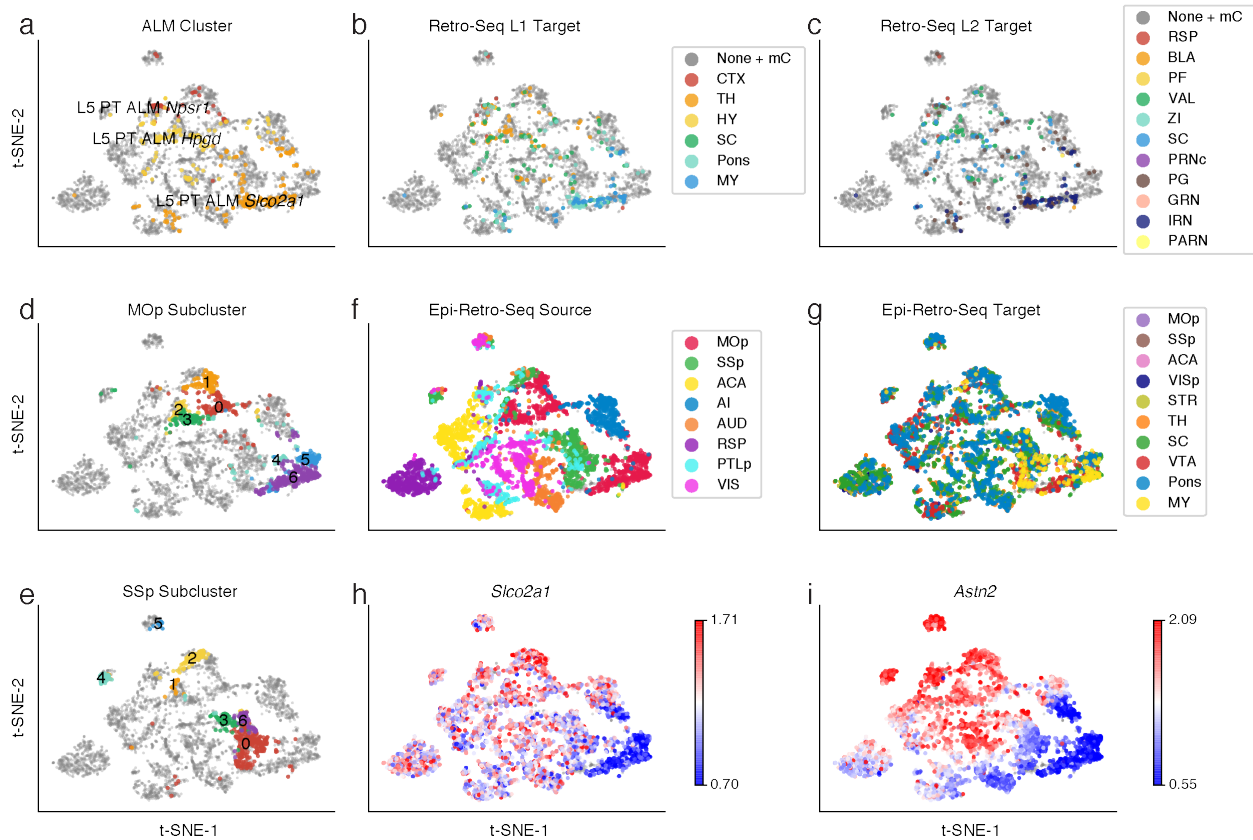 a
ALM Cluster
t-SNE-2
L5 PT ALM Npsr1
L5 PT ALM Hpgd
L5 PT ALM Slco2a1
b
Retro-Seq L1 Target
None + mC
CTX
TH
HY
SC
Pons
MY
c
Retro-Seq L2 Target
None + mC
RSP
BLA
PF
VAL
ZI
SC
PRNc
PG
GRN
IRN
PARN
d
MOp Subcluster
t-SNE-2
1
0
2
3
4
5
6
f
Epi-Retro-Seq Source
MOp
SSp
ACA
AI
AUD
RSP
PTLp
VIS
g
Epi-Retro-Seq Target
MOp
SSp
ACA
VISp
STR
TH
SC
VTA
Pons
MY
e
SSp Subcluster
t-SNE-2
5
2
4
1
3
6
0
t-SNE-1
h
Slco2a1
1.71
0.70
t-SNE-1
i
Astn2
2.09
0.55
t-SNE-1